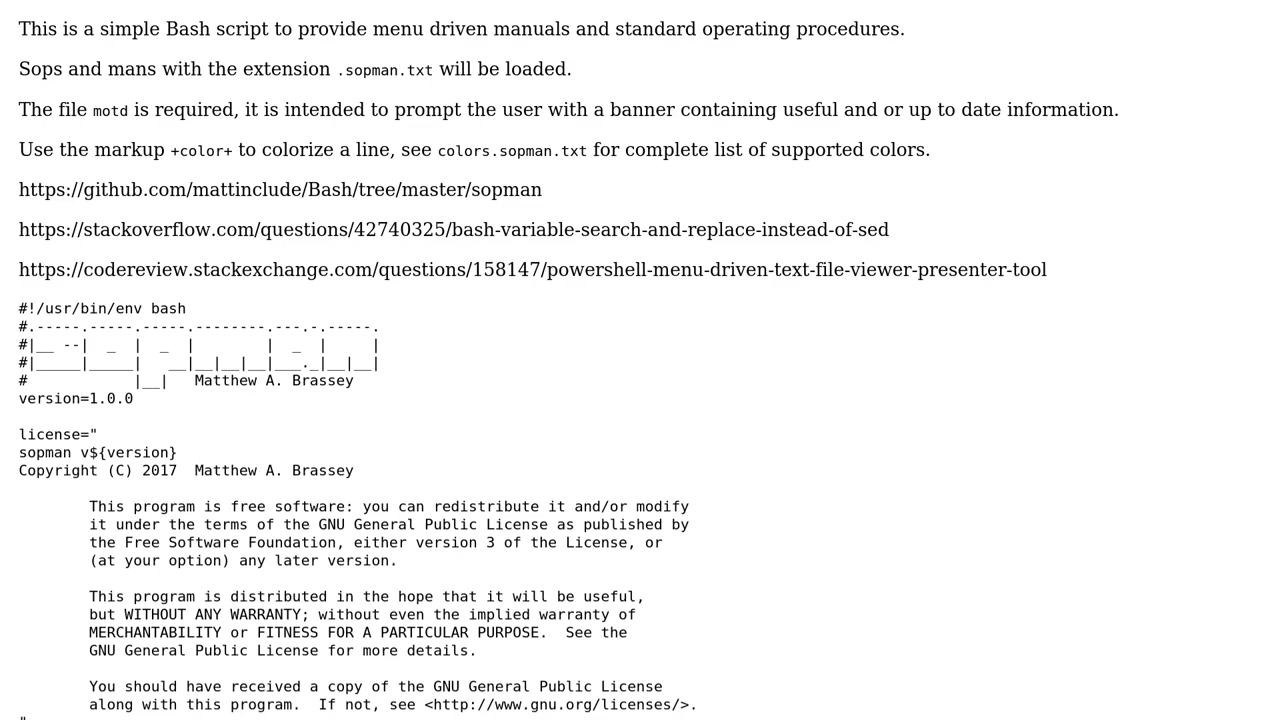 This is a simple Bash script to provide menu driven manuals and standard operating procedures.
Sops and mans with the extension .sopman.txt will be loaded.
The file motd is required, it is intended to prompt the user with a banner containing useful and or up to date information.
Use the markup +color+ to colorize a line, see colors.sopman.txt for complete list of supported colors.
https://github.com/mattinclude/Bash/tree/master/sopman
https://stackoverflow.com/questions/42740325/bash-variable-search-and-replace-instead-of-sed
https://codereview.stackexchange.com/questions/158147/powershell-menu-driven-text-file-viewer-presenter-tool
#!/usr/bin/env bash
#.-----.-----.-----.--------.---.-.-----.
#|__ --|  _  |  _  |        |  _  |     |
#|_____|_____|   __|__|__|__|___._|__|__|
#            |__|   Matthew A. Brassey
version=1.0.0
license="
sopman v${version}
Copyright (C) 2017  Matthew A. Brassey
        This program is free software: you can redistribute it and/or modify
        it under the terms of the GNU General Public License as published by
        the Free Software Foundation, either version 3 of the License, or
        (at your option) any later version.
        This program is distributed in the hope that it will be useful,
        but WITHOUT ANY WARRANTY; without even the implied warranty of
        MERCHANTABILITY or FITNESS FOR A PARTICULAR PURPOSE.  See the
        GNU General Public License for more details.
        You should have received a copy of the GNU General Public License
        along with this program.  If not, see <http://www.gnu.org/licenses/>.
"